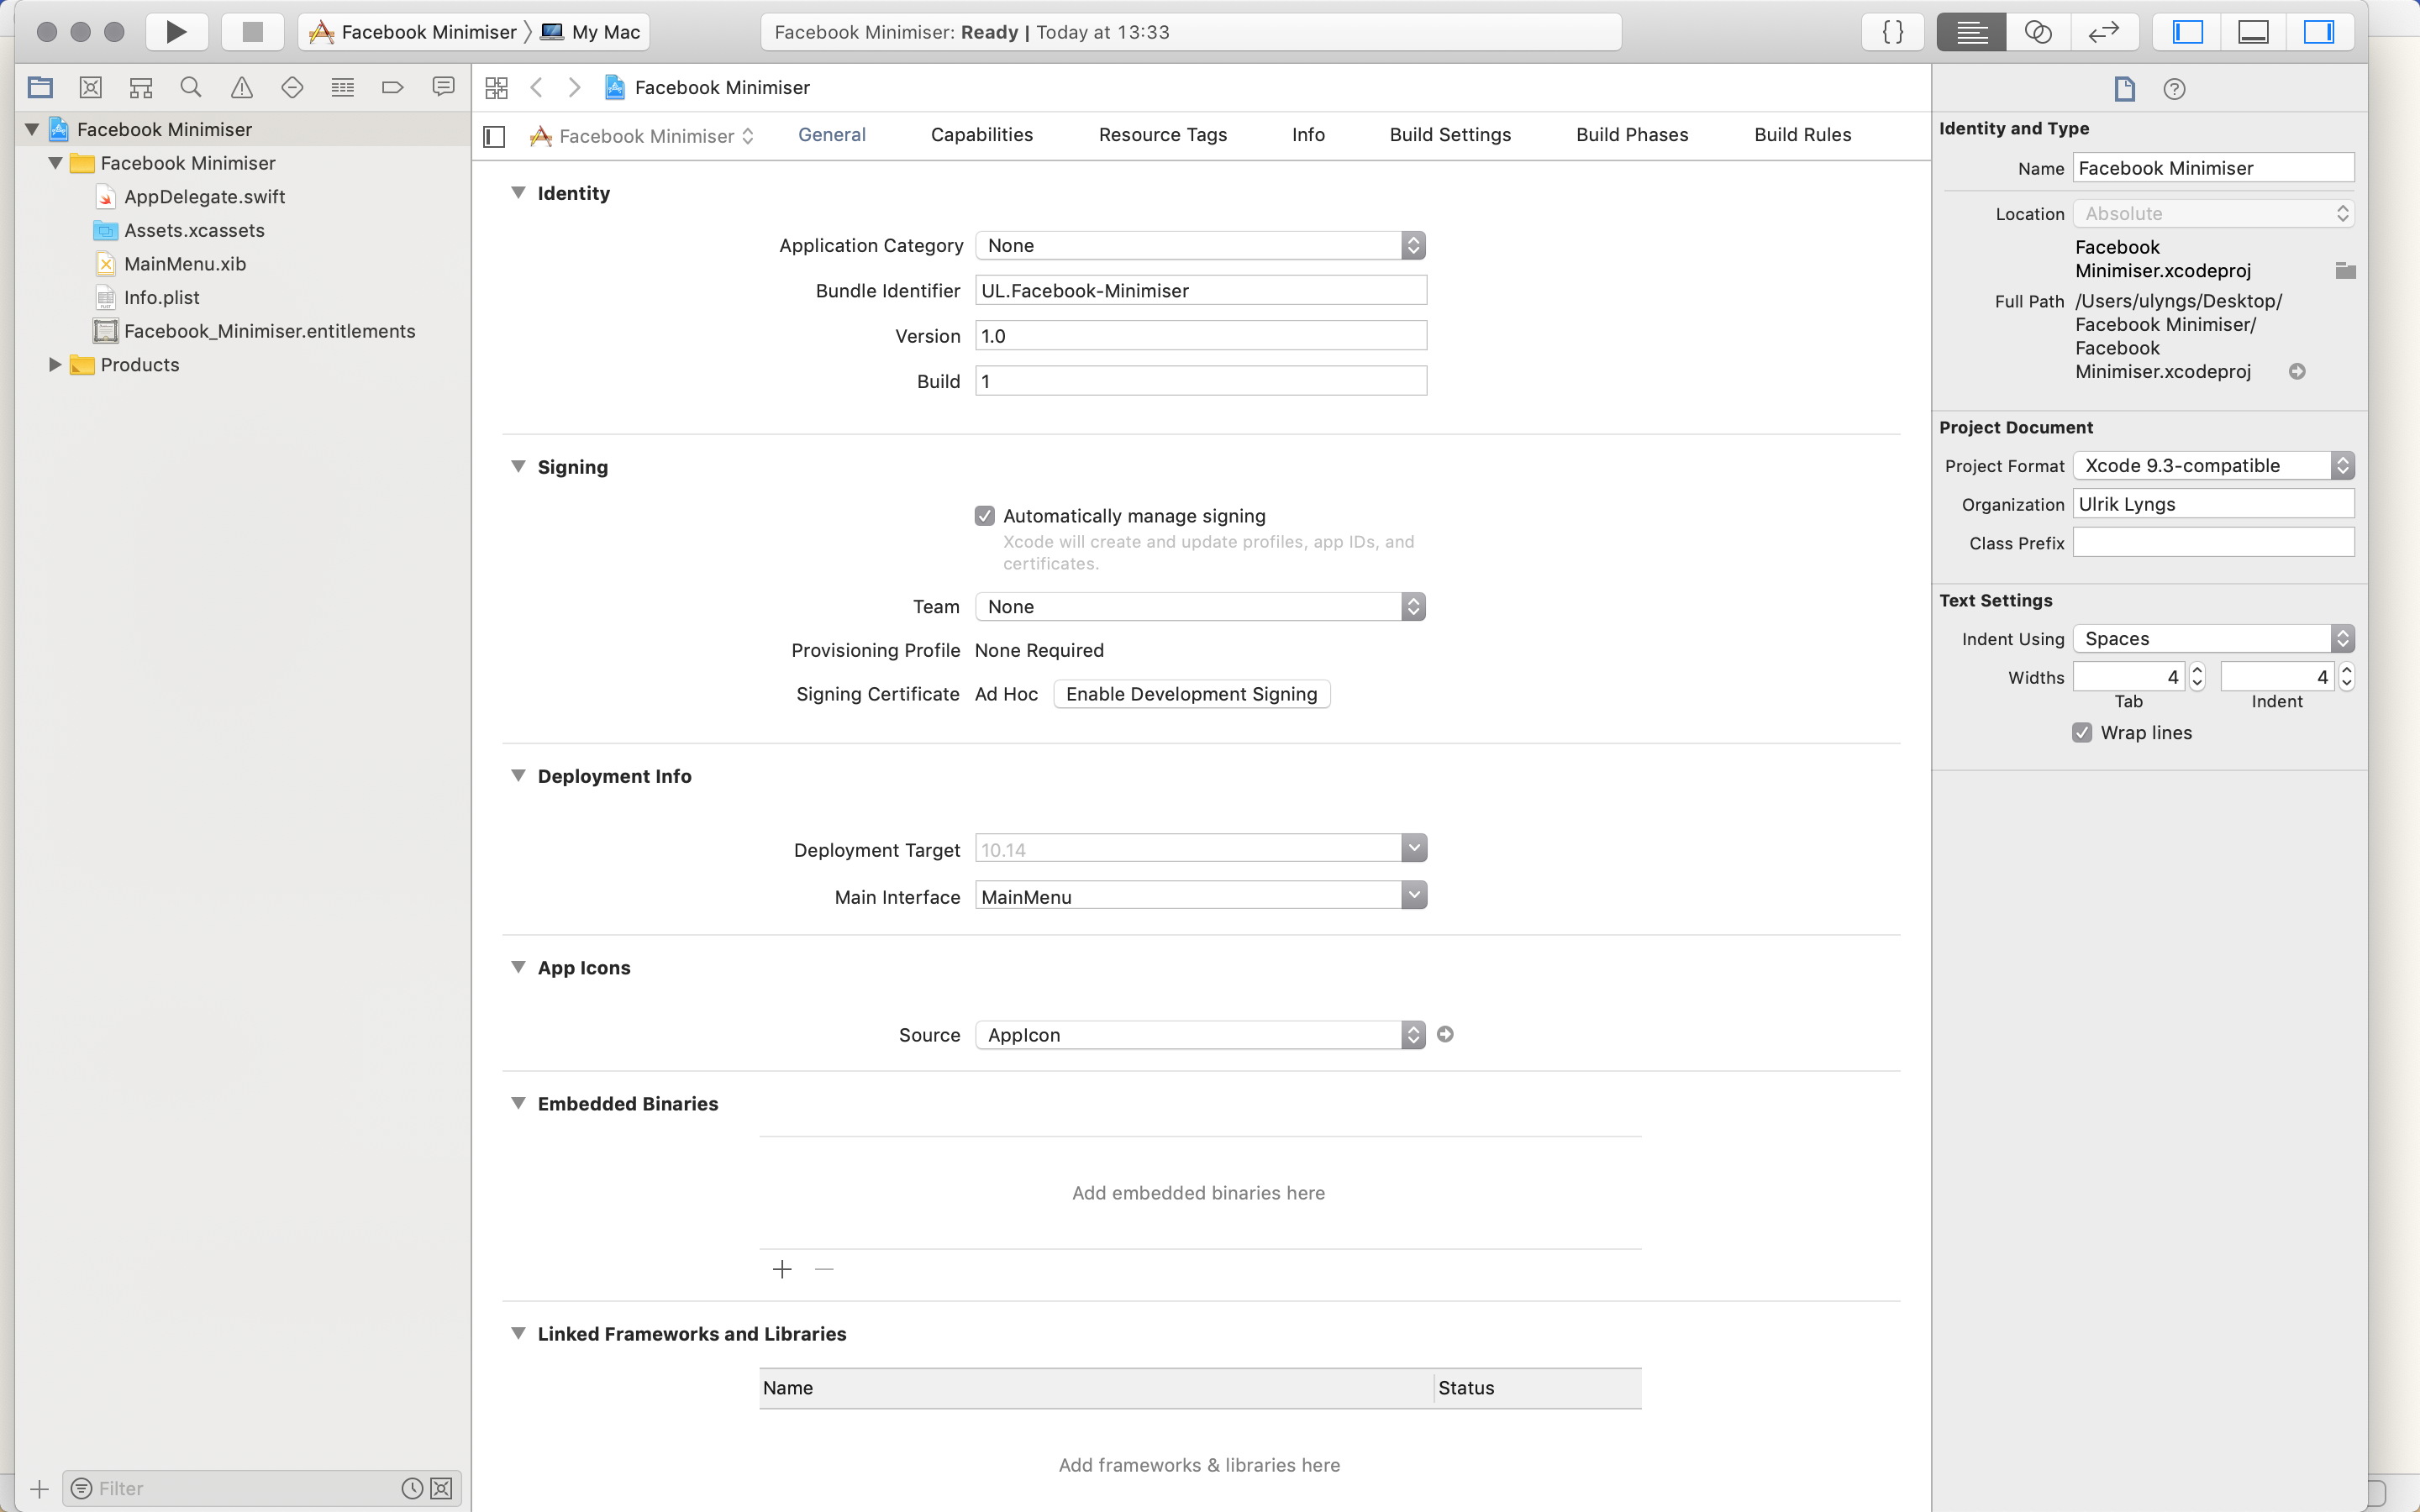 Facebook Minimiser My Mac
Facebook Minimiser: Ready | Today at 13:33
{ }
Facebook Minimiser
Facebook Minimiser
AppDelegate.swift
Assets.xcassets
MainMenu.xib
Info.plist
Facebook_Minimiser.entitlements
Products
Filter
Facebook Minimiser
Facebook Minimiser General Capabilities Resource Tags Info Build Settings Build Phases Build Rules
Identity
Application Category None
Bundle Identifier UL.Facebook-Minimiser
Version 1.0
Build 1
Signing
Automatically manage signing
Xcode will create and update profiles, app IDs, and
certificates.
Team None
Provisioning Profile None Required
Signing Certificate Ad Hoc Enable Development Signing
Deployment Info
Deployment Target 10.14
Main Interface MainMenu
App Icons
Source AppIcon
Embedded Binaries
Add embedded binaries here
Linked Frameworks and Libraries
Name Status
Add frameworks & libraries here
Identity and Type
Name Facebook Minimiser
Location Absolute
Facebook
Minimiser.xcodeproj
Full Path /Users/ulyngs/Desktop/
Facebook Minimiser/
Facebook
Minimiser.xcodeproj
Project Document
Project Format Xcode 9.3-compatible
Organization Ulrik Lyngs
Class Prefix
Text Settings
Indent Using Spaces
Widths 4 4
Tab Indent
Wrap lines